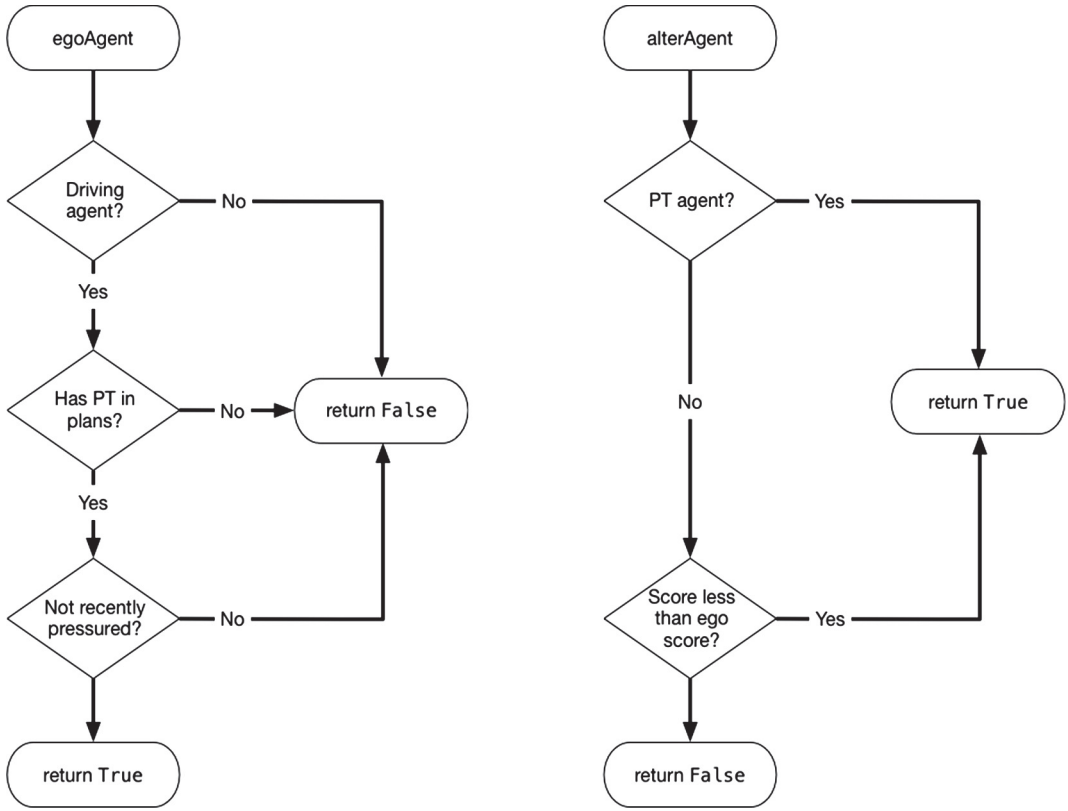 egoAgent
Driving
agent?
No
Yes
Has PT in
plans?
No
return False
Yes
Not recently
pressured?
No
return True
alterAgent
PT agent?
Yes
No
return True
Score less
than ego
score?
Yes
return False